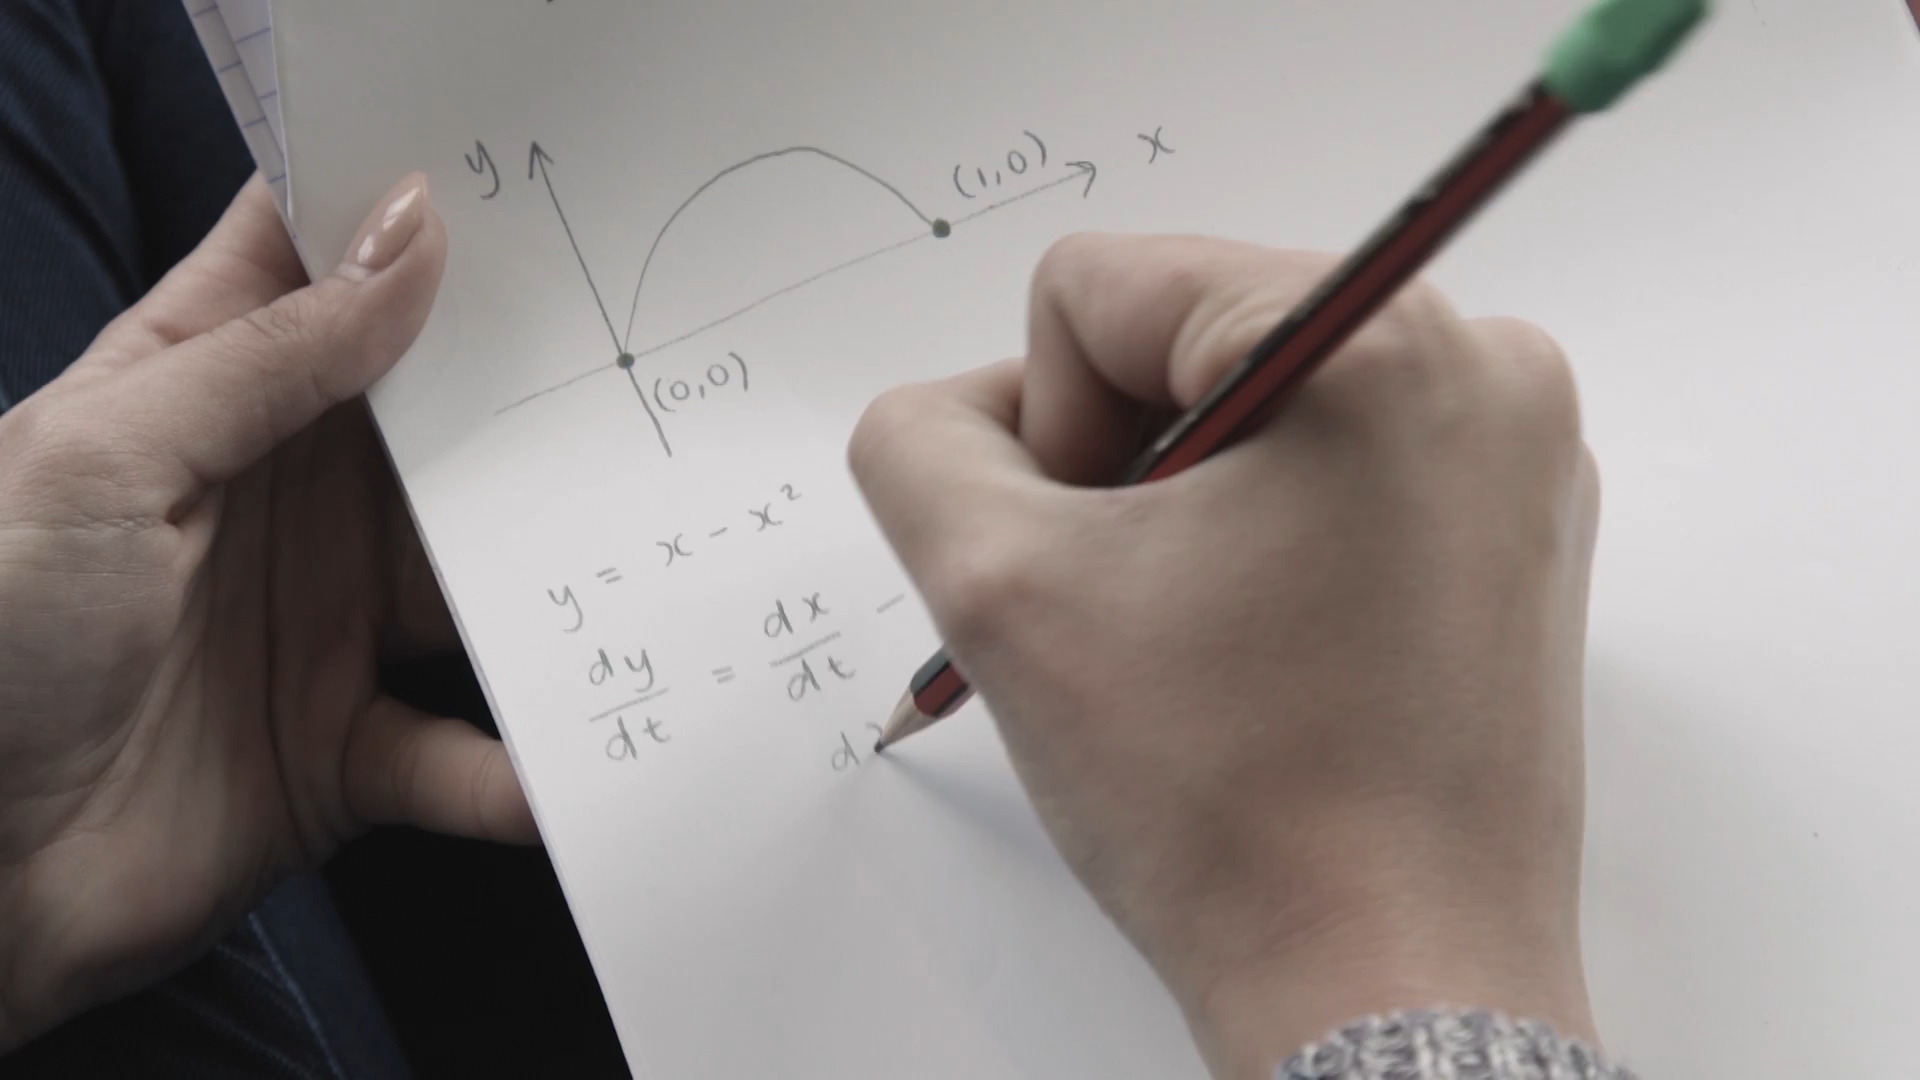 y
(1,0) x
(0,0)
y = x - x²
dy/dt = dx/dt -
d